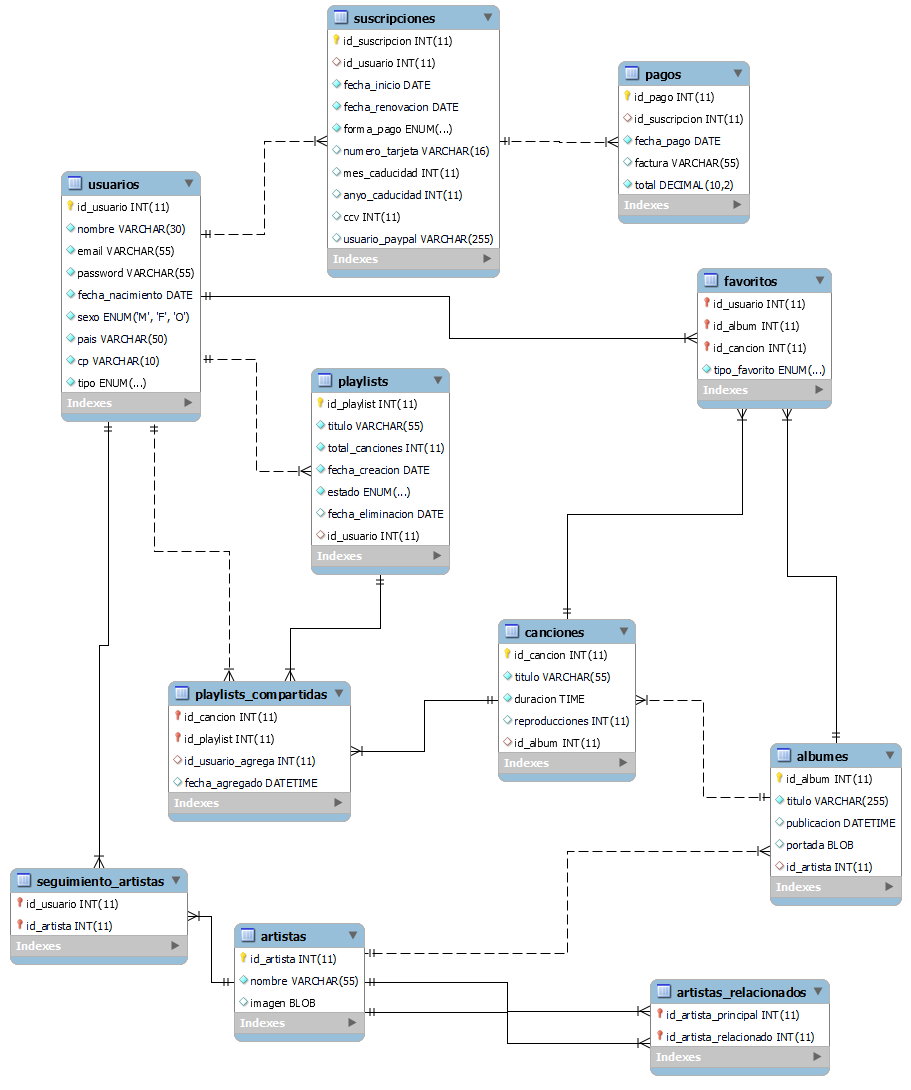 suscripciones
id_suscripcion INT(11)
id_usuario INT(11)
fecha_inicio DATE
fecha_renovacion DATE
forma_pago ENUM(...)
numero_tarjeta VARCHAR(16)
mes_caducidad INT(11)
anyo_caducidad INT(11)
ccv INT(11)
usuario_paypal VARCHAR(255)
Indexes
pagos
id_pago INT(11)
id_suscripcion INT(11)
fecha_pago DATE
factura VARCHAR(55)
total DECIMAL(10,2)
Indexes
usuarios
id_usuario INT(11)
nombre VARCHAR(30)
email VARCHAR(55)
password VARCHAR(55)
fecha_nacimiento DATE
sexo ENUM('M', 'F', 'O')
pais VARCHAR(50)
cp VARCHAR(10)
tipo ENUM(...)
Indexes
favoritos
id_usuario INT(11)
id_album INT(11)
id_cancion INT(11)
tipo_favorito ENUM(...)
Indexes
playlists
id_playlist INT(11)
titulo VARCHAR(55)
total_canciones INT(11)
fecha_creacion DATE
estado ENUM(...)
fecha_eliminacion DATE
id_usuario INT(11)
Indexes
canciones
id_cancion INT(11)
titulo VARCHAR(55)
duracion TIME
reproducciones INT(11)
id_album INT(11)
Indexes
playlists_compartidas
id_cancion INT(11)
id_playlist INT(11)
id_usuario_agrega INT(11)
fecha_agregado DATETIME
Indexes
albumes
id_album INT(11)
titulo VARCHAR(255)
publicacion DATETIME
portada BLOB
id_artista INT(11)
Indexes
seguimiento_artistas
id_usuario INT(11)
id_artista INT(11)
Indexes
artistas
id_artista INT(11)
nombre VARCHAR(55)
imagen BLOB
Indexes
artistas_relacionados
id_artista_principal INT(11)
id_artista_relacionado INT(11)
Indexes